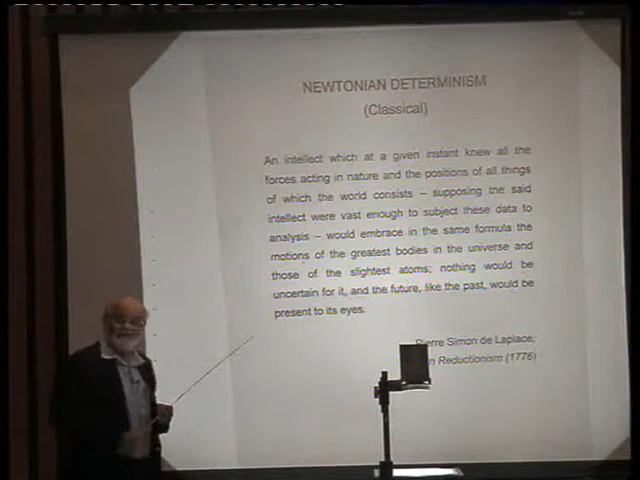 NEWTONIAN DETERMINISM
(Classical)
An intellect which at a given instant knew all the
forces acting in nature and the positions of all things
of which the world consists – supposing the said
intellect were vast enough to subject these data to
analysis – would embrace in the same formula the
motions of the greatest bodies in the universe and
those of the slightest atoms; nothing would be
uncertain for it, and the future, like the past, would be
present to its eyes.
Pierre Simon de Laplace;
Reductionism (1776)